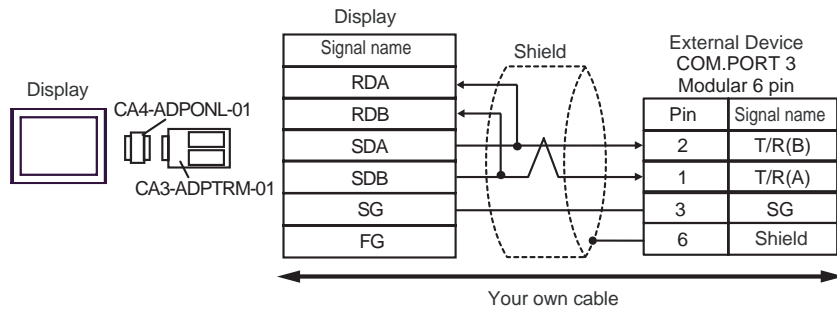 Display
CA4-ADPONL-01
CA3-ADPTRM-01
Display
Signal name
RDA
RDB
SDA
SDB
SG
FG
Shield
External Device
COM.PORT 3
Modular 6 pin
Pin Signal name
2 T/R(B)
1 T/R(A)
3 SG
6 Shield
Your own cable